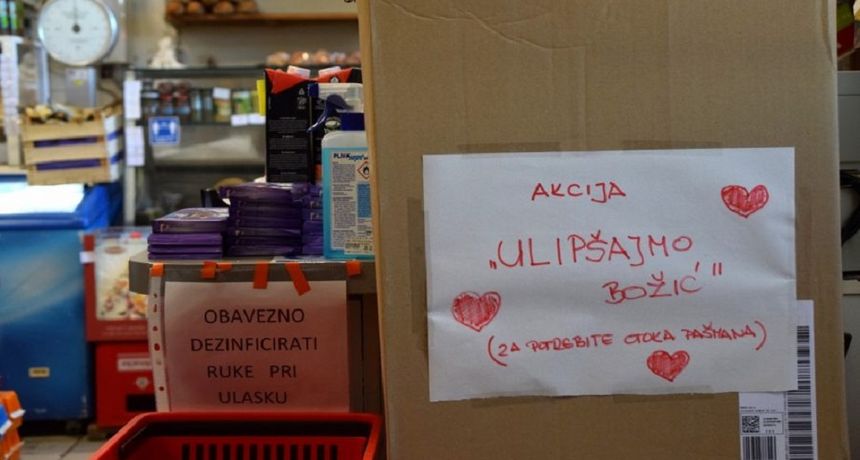 AKCIJA
„ULIPŠAJMO
BOŽIĆ"
(ZA POTREBITE OTOKA PAŠMANA)
OBAVEZNO
DEZINFICIRATI
RUKE PRI
ULASKU